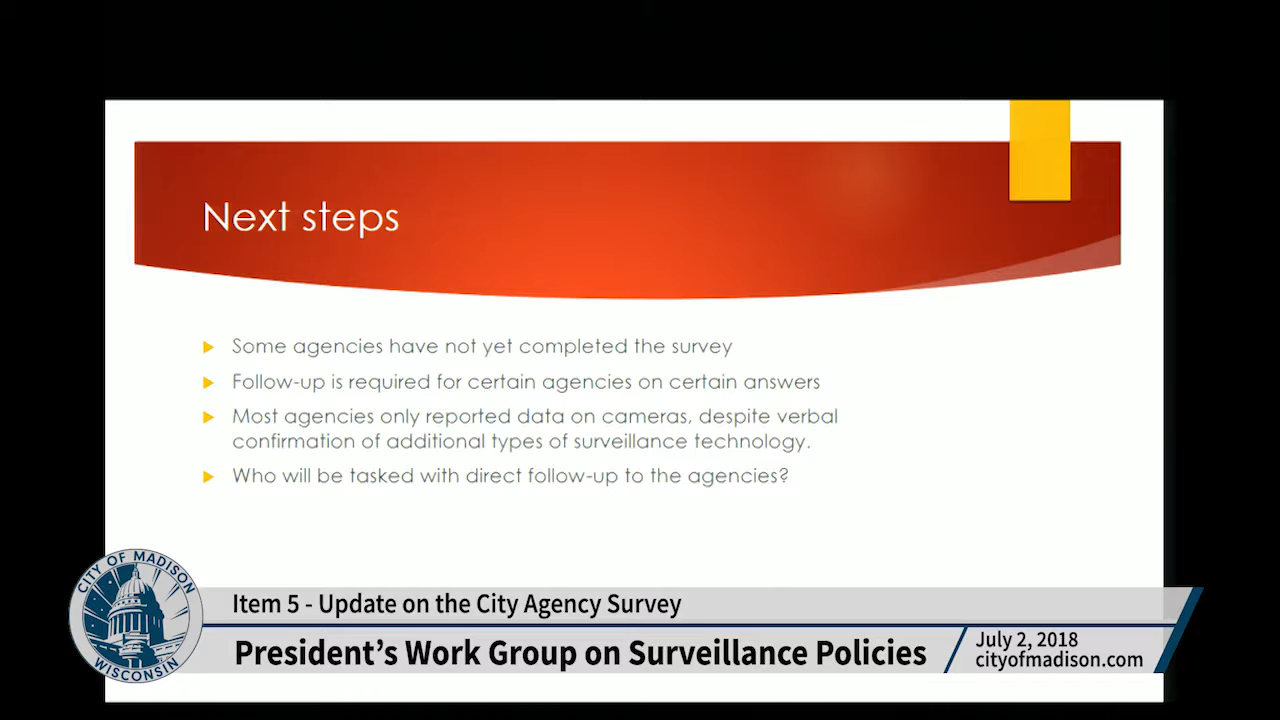 Next steps
Some agencies have not yet completed the survey
Follow-up is required for certain agencies on certain answers
Most agencies only reported data on cameras, despite verbal
confirmation of additional types of surveillance technology.
Who will be tasked with direct follow-up to the agencies?
CITY OF MADISON
WISCONSIN
Item 5 - Update on the City Agency Survey
President's Work Group on Surveillance Policies
July 2, 2018
cityofmadison.com